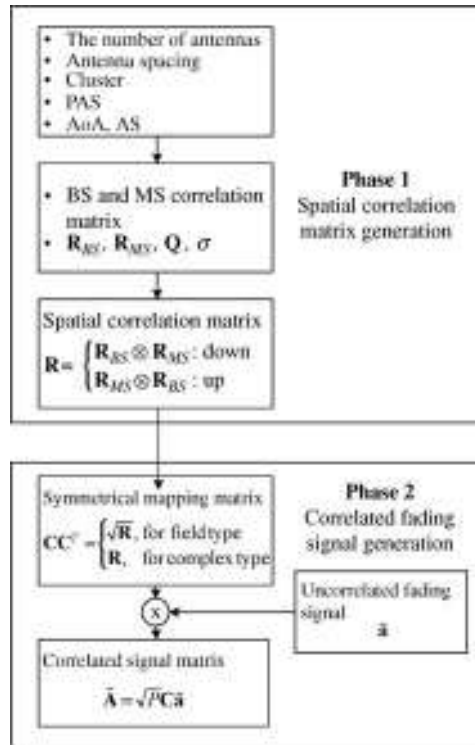 • The number of antennas
• Antenna spacing
• Cluster
• PAS
• AoA, AS
• BS and MS correlation
matrix
• R_BS, R_MS, Q, σ
Phase 1
Spatial correlation
matrix generation
Spatial correlation matrix
R= { R_BS ⊗ R_MS : down
R_MS ⊗ R_BS : up
Symmetrical mapping matrix
CC^T = { √R, for field type
R, for complex type
Phase 2
Correlated fading
signal generation
x
Uncorrelated fading
signal
ã
Correlated signal matrix
Ã = √P Cã